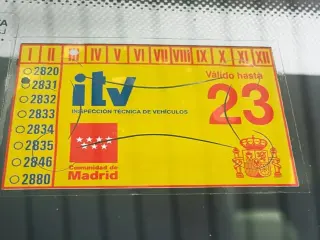 I II III IV V VI VII VIII IX X XI XII
2820
2831
2832
2833
2834
2835
2846
2880
itv
INSPECCIÓN TÉCNICA DE VEHÍCULOS
Válido hasta
23
Comunidad de
Madrid